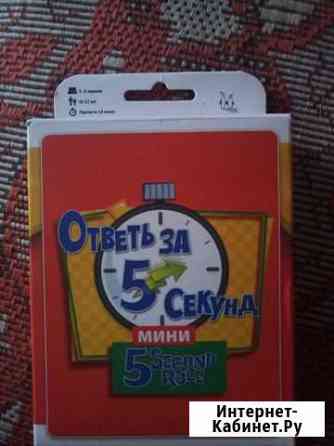 ОТВЕТЬ ЗА
5
СЕКУНД
МИНИ
5 SECOND
RULE
Интернет-
Кабинет.Ру